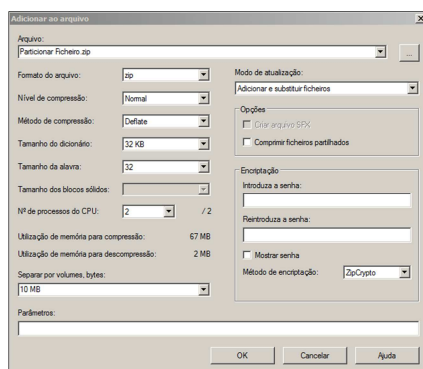 Adicionar ao arquivo
Arquivo:
Particionar Ficheiro.zip
...
Formato do arquivo: zip
Nível de compressão: Normal
Método de compressão: Deflate
Tamanho do dicionário: 32 KB
Tamanho da alavra: 32
Tamanho dos blocos sólidos:
Nº de processos do CPU: 2 / 2
Utilização de memória para compressão: 67 MB
Utilização de memória para descompressão: 2 MB
Separar por volumes, bytes:
10 MB
Modo de atualização:
Adicionar e substituir ficheiros
Opções
Criar arquivo SFX
Comprimir ficheiros partilhados
Encriptação
Introduza a senha:
Reintroduza a senha:
Mostrar senha
Método de encriptação: ZipCrypto
Parâmetros:
OK Cancelar Ajuda